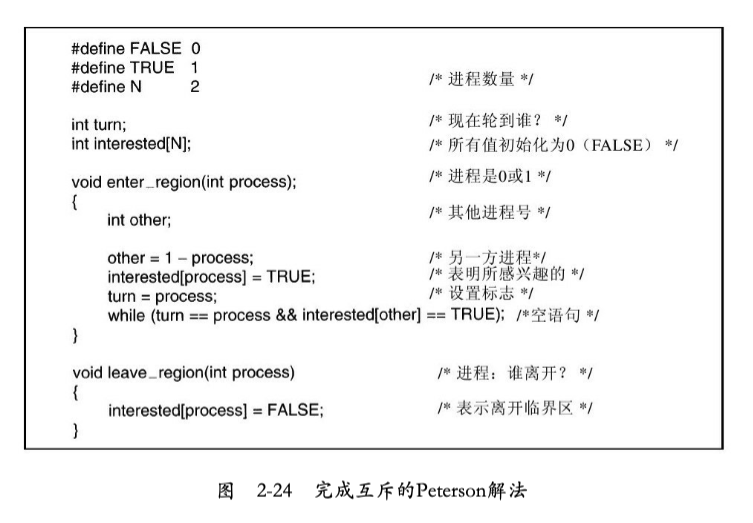 #define FALSE 0
#define TRUE 1
#define N 2 /* 进程数量 */
int turn; /* 现在轮到谁？ */
int interested[N]; /* 所有值初始化为0（FALSE） */
void enter_region(int process); /* 进程是0或1 */
{
int other; /* 其他进程号 */
other = 1 – process; /* 另一方进程*/
interested[process] = TRUE; /* 表明所感兴趣的 */
turn = process; /* 设置标志 */
while (turn == process && interested[other] == TRUE); /*空语句 */
}
void leave_region(int process) /* 进程：谁离开？ */
{
interested[process] = FALSE; /* 表示离开临界区 */
}
图 2-24 完成互斥的Peterson解法